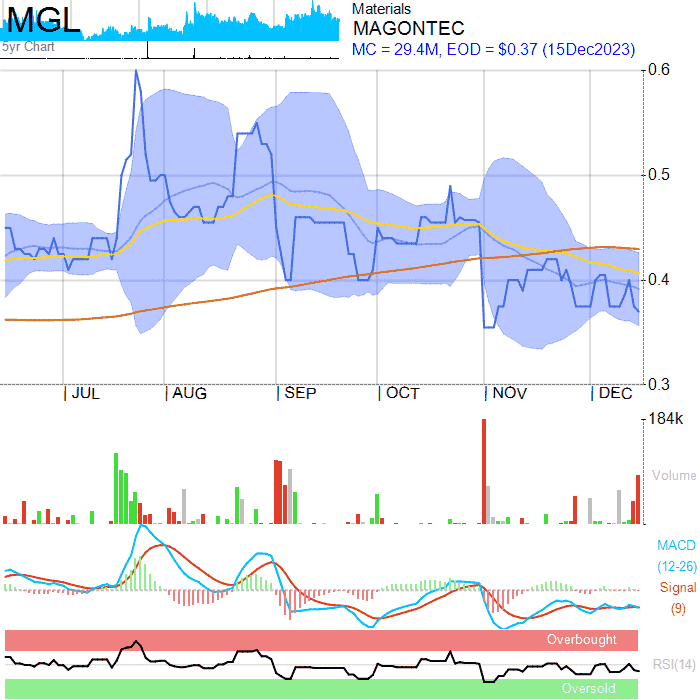 MGL
5yr Chart
Materials
MAGONTEC
MC = 29.4M, EOD = $0.37 (15Dec2023)
0.6
0.5
0.4
0.3
JUL AUG SEP OCT NOV DEC
184k
Volume
MACD
(12-26)
Signal
(9)
Overbought
RSI(14)
Oversold